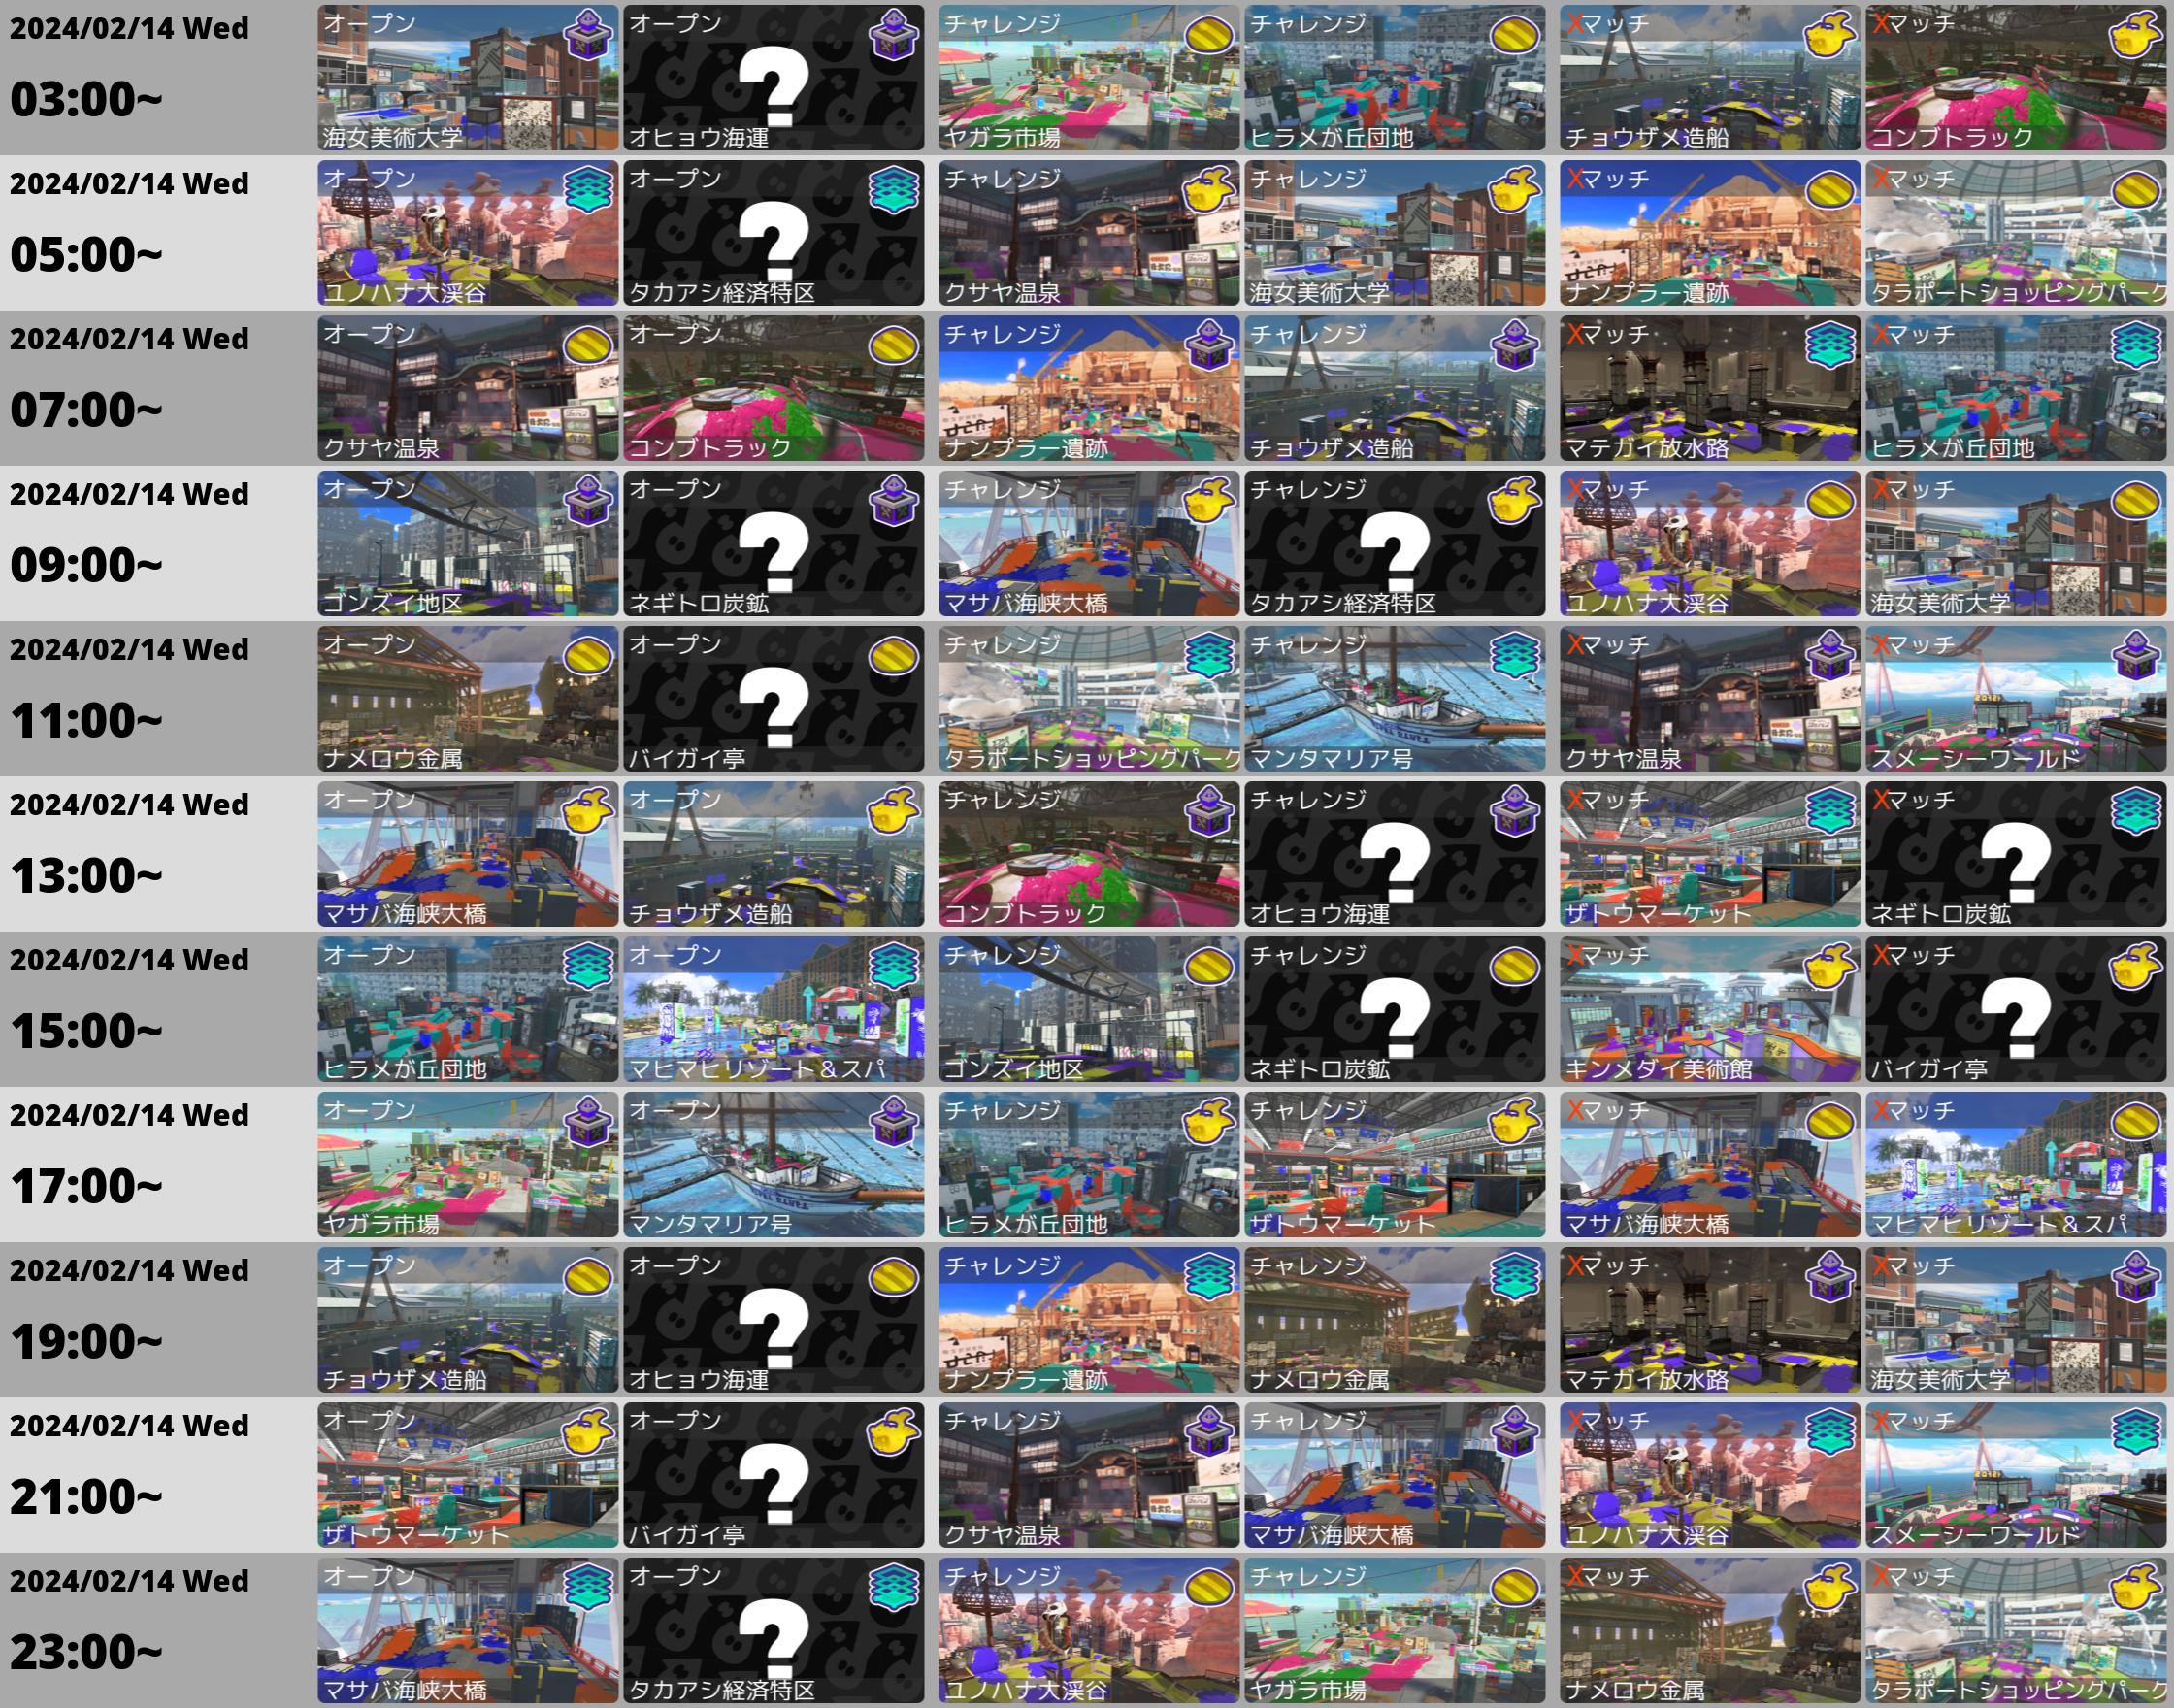 2024/02/14 Wed
03:00~
オープン
海女美術大学
オープン
オヒョウ海運
チャレンジ
ヤガラ市場
チャレンジ
ヒラメが丘団地
Xマッチ
チョウザメ造船
Xマッチ
コンブトラック
2024/02/14 Wed
05:00~
オープン
ユノハナ大渓谷
オープン
タカアシ経済特区
チャレンジ
クサヤ温泉
チャレンジ
海女美術大学
Xマッチ
ナンプラー遺跡
Xマッチ
タラポートショッピングパーク
2024/02/14 Wed
07:00~
オープン
クサヤ温泉
オープン
コンブトラック
チャレンジ
ナンプラー遺跡
チャレンジ
チョウザメ造船
Xマッチ
マテガイ放水路
Xマッチ
ヒラメが丘団地
2024/02/14 Wed
09:00~
オープン
ゴンズイ地区
オープン
ネギトロ炭鉱
チャレンジ
マサバ海峡大橋
チャレンジ
タカアシ経済特区
Xマッチ
ユノハナ大渓谷
Xマッチ
海女美術大学
2024/02/14 Wed
11:00~
オープン
ナメロウ金属
オープン
バイガイ亭
チャレンジ
タラポートショッピングパーク
チャレンジ
マンタマリア号
Xマッチ
クサヤ温泉
Xマッチ
スメーシーワールド
2024/02/14 Wed
13:00~
オープン
マサバ海峡大橋
オープン
チョウザメ造船
チャレンジ
コンブトラック
チャレンジ
オヒョウ海運
Xマッチ
ザトウマーケット
Xマッチ
ネギトロ炭鉱
2024/02/14 Wed
15:00~
オープン
ヒラメが丘団地
オープン
マヒマヒリゾート＆スパ
チャレンジ
ゴンズイ地区
チャレンジ
ネギトロ炭鉱
Xマッチ
キンメダイ美術館
Xマッチ
バイガイ亭
2024/02/14 Wed
17:00~
オープン
ヤガラ市場
オープン
マンタマリア号
チャレンジ
ヒラメが丘団地
チャレンジ
ザトウマーケット
Xマッチ
マサバ海峡大橋
Xマッチ
マヒマヒリゾート＆スパ
2024/02/14 Wed
19:00~
オープン
チョウザメ造船
オープン
オヒョウ海運
チャレンジ
ナンプラー遺跡
チャレンジ
ナメロウ金属
Xマッチ
マテガイ放水路
Xマッチ
海女美術大学
2024/02/14 Wed
21:00~
オープン
ザトウマーケット
オープン
バイガイ亭
チャレンジ
クサヤ温泉
チャレンジ
マサバ海峡大橋
Xマッチ
ユノハナ大渓谷
Xマッチ
スメーシーワールド
2024/02/14 Wed
23:00~
オープン
マサバ海峡大橋
オープン
タカアシ経済特区
チャレンジ
ユノハナ大渓谷
チャレンジ
ヤガラ市場
Xマッチ
ナメロウ金属
Xマッチ
タラポートショッピングパーク